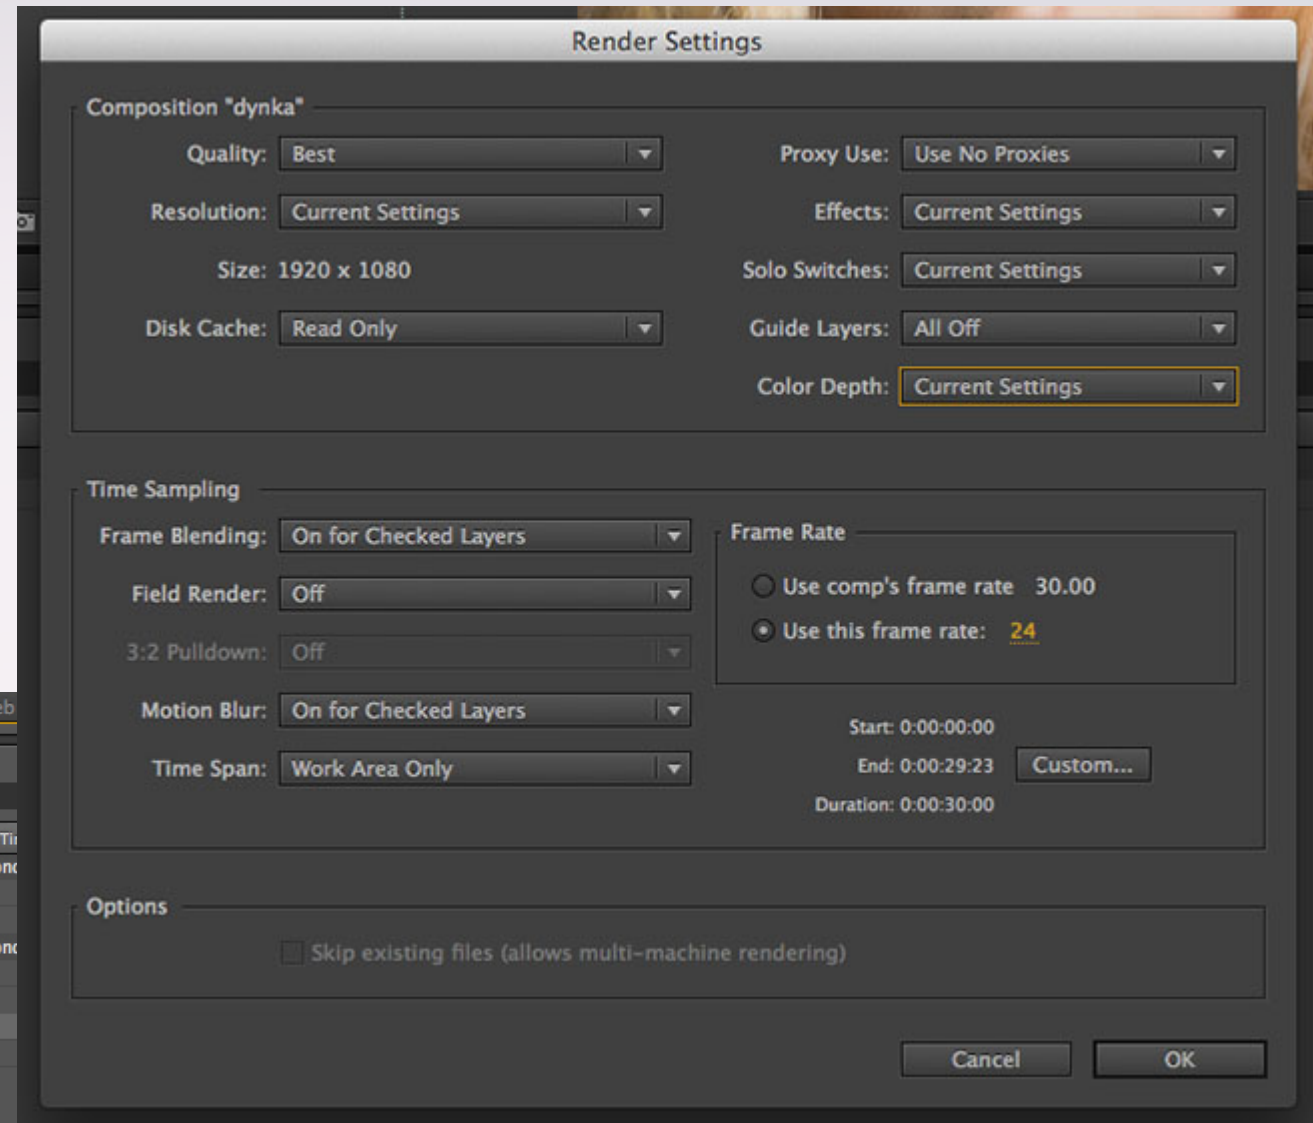 Render Settings
Composition "dynka"
Quality: Best
Proxy Use: Use No Proxies
Resolution: Current Settings
Effects: Current Settings
Size: 1920 x 1080
Solo Switches: Current Settings
Disk Cache: Read Only
Guide Layers: All Off
Color Depth: Current Settings
Time Sampling
Frame Blending: On for Checked Layers
Field Render: Off
3:2 Pulldown: Off
Motion Blur: On for Checked Layers
Time Span: Work Area Only
Frame Rate
Use comp's frame rate 30.00
Use this frame rate: 24
Start: 0:00:00:00
End: 0:00:29:23
Custom...
Duration: 0:00:30:00
Options
Skip existing files (allows multi-machine rendering)
Cancel
OK